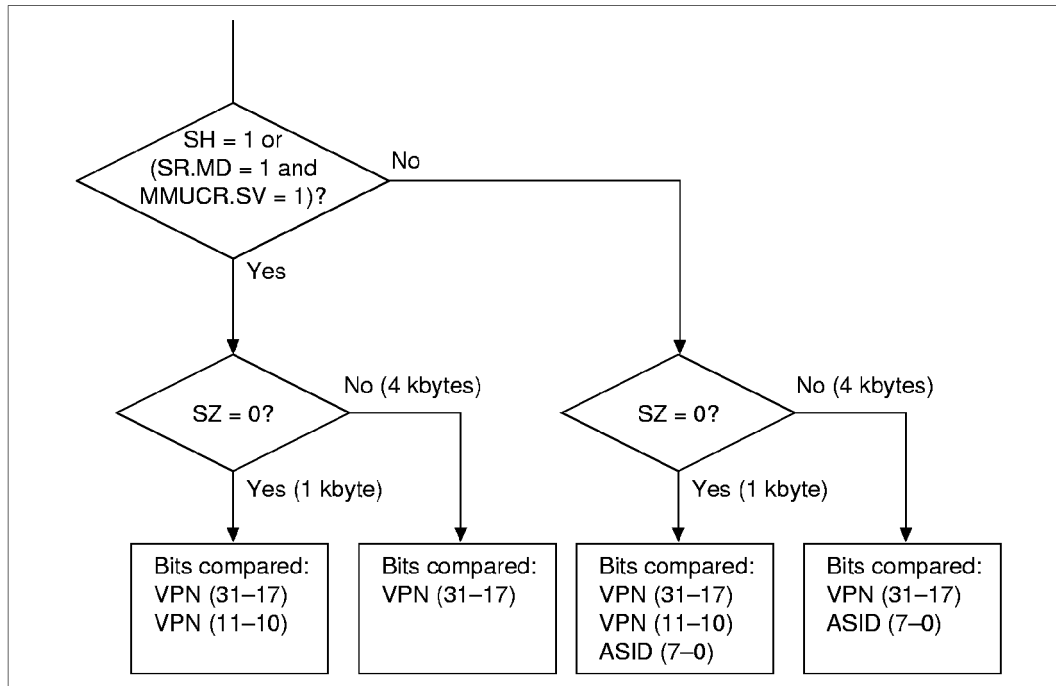 SH = 1 or
(SR.MD = 1 and
MMUCR.SV = 1)?
No
Yes
SZ = 0?
No (4 kbytes)
Yes (1 kbyte)
SZ = 0?
No (4 kbytes)
Yes (1 kbyte)
Bits compared:
VPN (31–17)
VPN (11–10)
Bits compared:
VPN (31–17)
Bits compared:
VPN (31–17)
VPN (11–10)
ASID (7–0)
Bits compared:
VPN (31–17)
ASID (7–0)